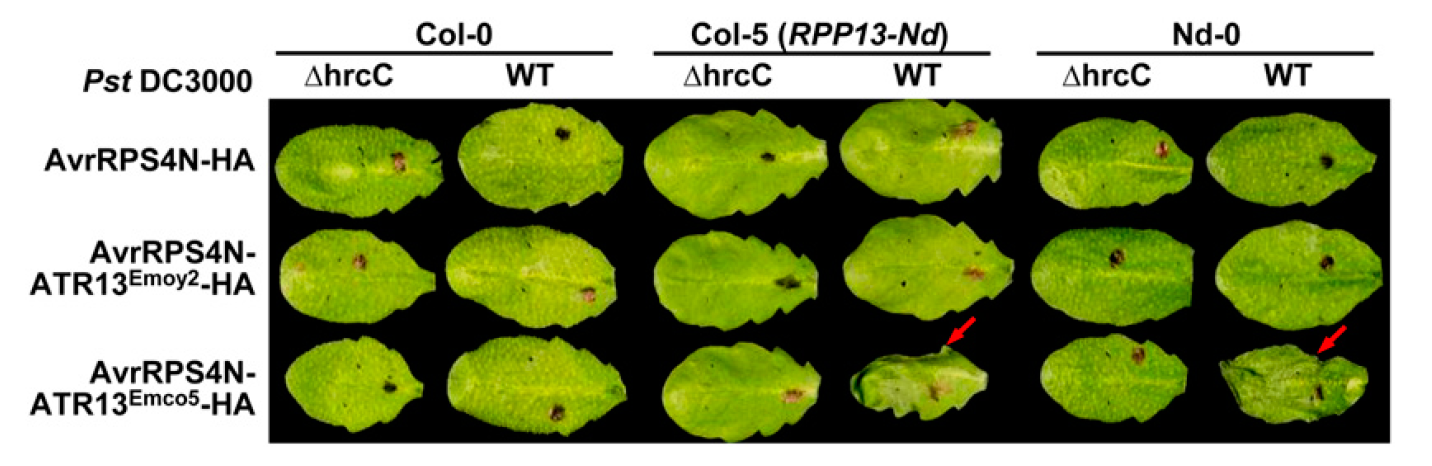 Col-0 Col-5 (RPP13-Nd) Nd-0
Pst DC3000 ΔhrcC WT ΔhrcC WT ΔhrcC WT
AvrRPS4N-HA
AvrRPS4N-
ATR13Emoy2-HA
AvrRPS4N-
ATR13Emco5-HA